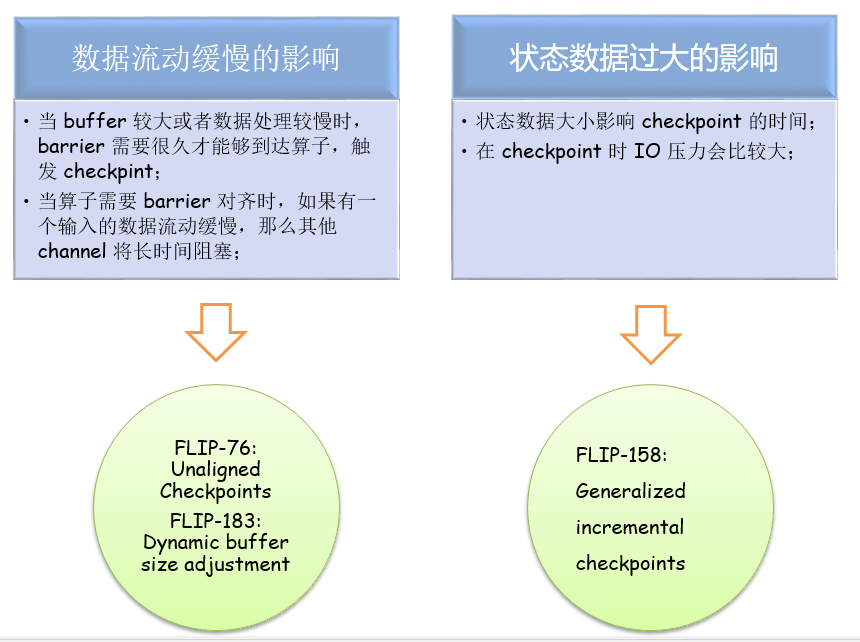 数据流动缓慢的影响
• 当 buffer 较大或者数据处理较慢时，
barrier 需要很久才能够到达算子，触
发 checkpint；
• 当算子需要 barrier 对齐时，如果有一
个输入的数据流动缓慢，那么其他
channel 将长时间阻塞；
状态数据过大的影响
• 状态数据大小影响 checkpoint 的时间；
• 在 checkpoint 时 IO 压力会比较大；
FLIP-76:
Unaligned
Checkpoints
FLIP-183:
Dynamic buffer
size adjustment
FLIP-158:
Generalized
incremental
checkpoints